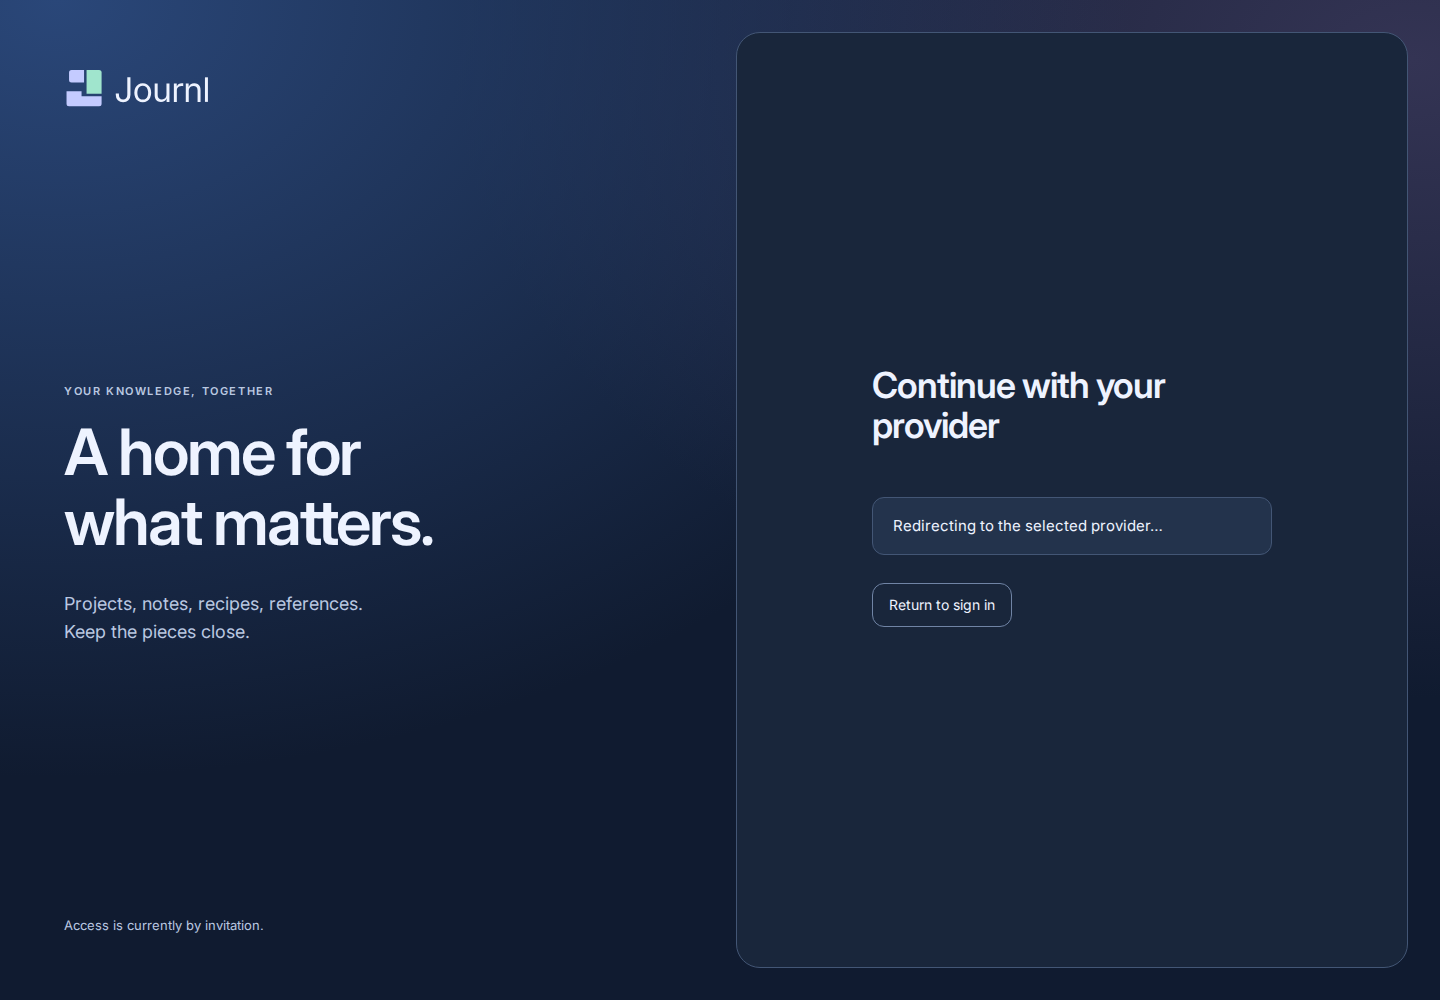 Journl
YOUR KNOWLEDGE, TOGETHER
A home for
what matters.
Projects, notes, recipes, references.
Keep the pieces close.
Access is currently by invitation.
Continue with your
provider
Redirecting to the selected provider...
Return to sign in